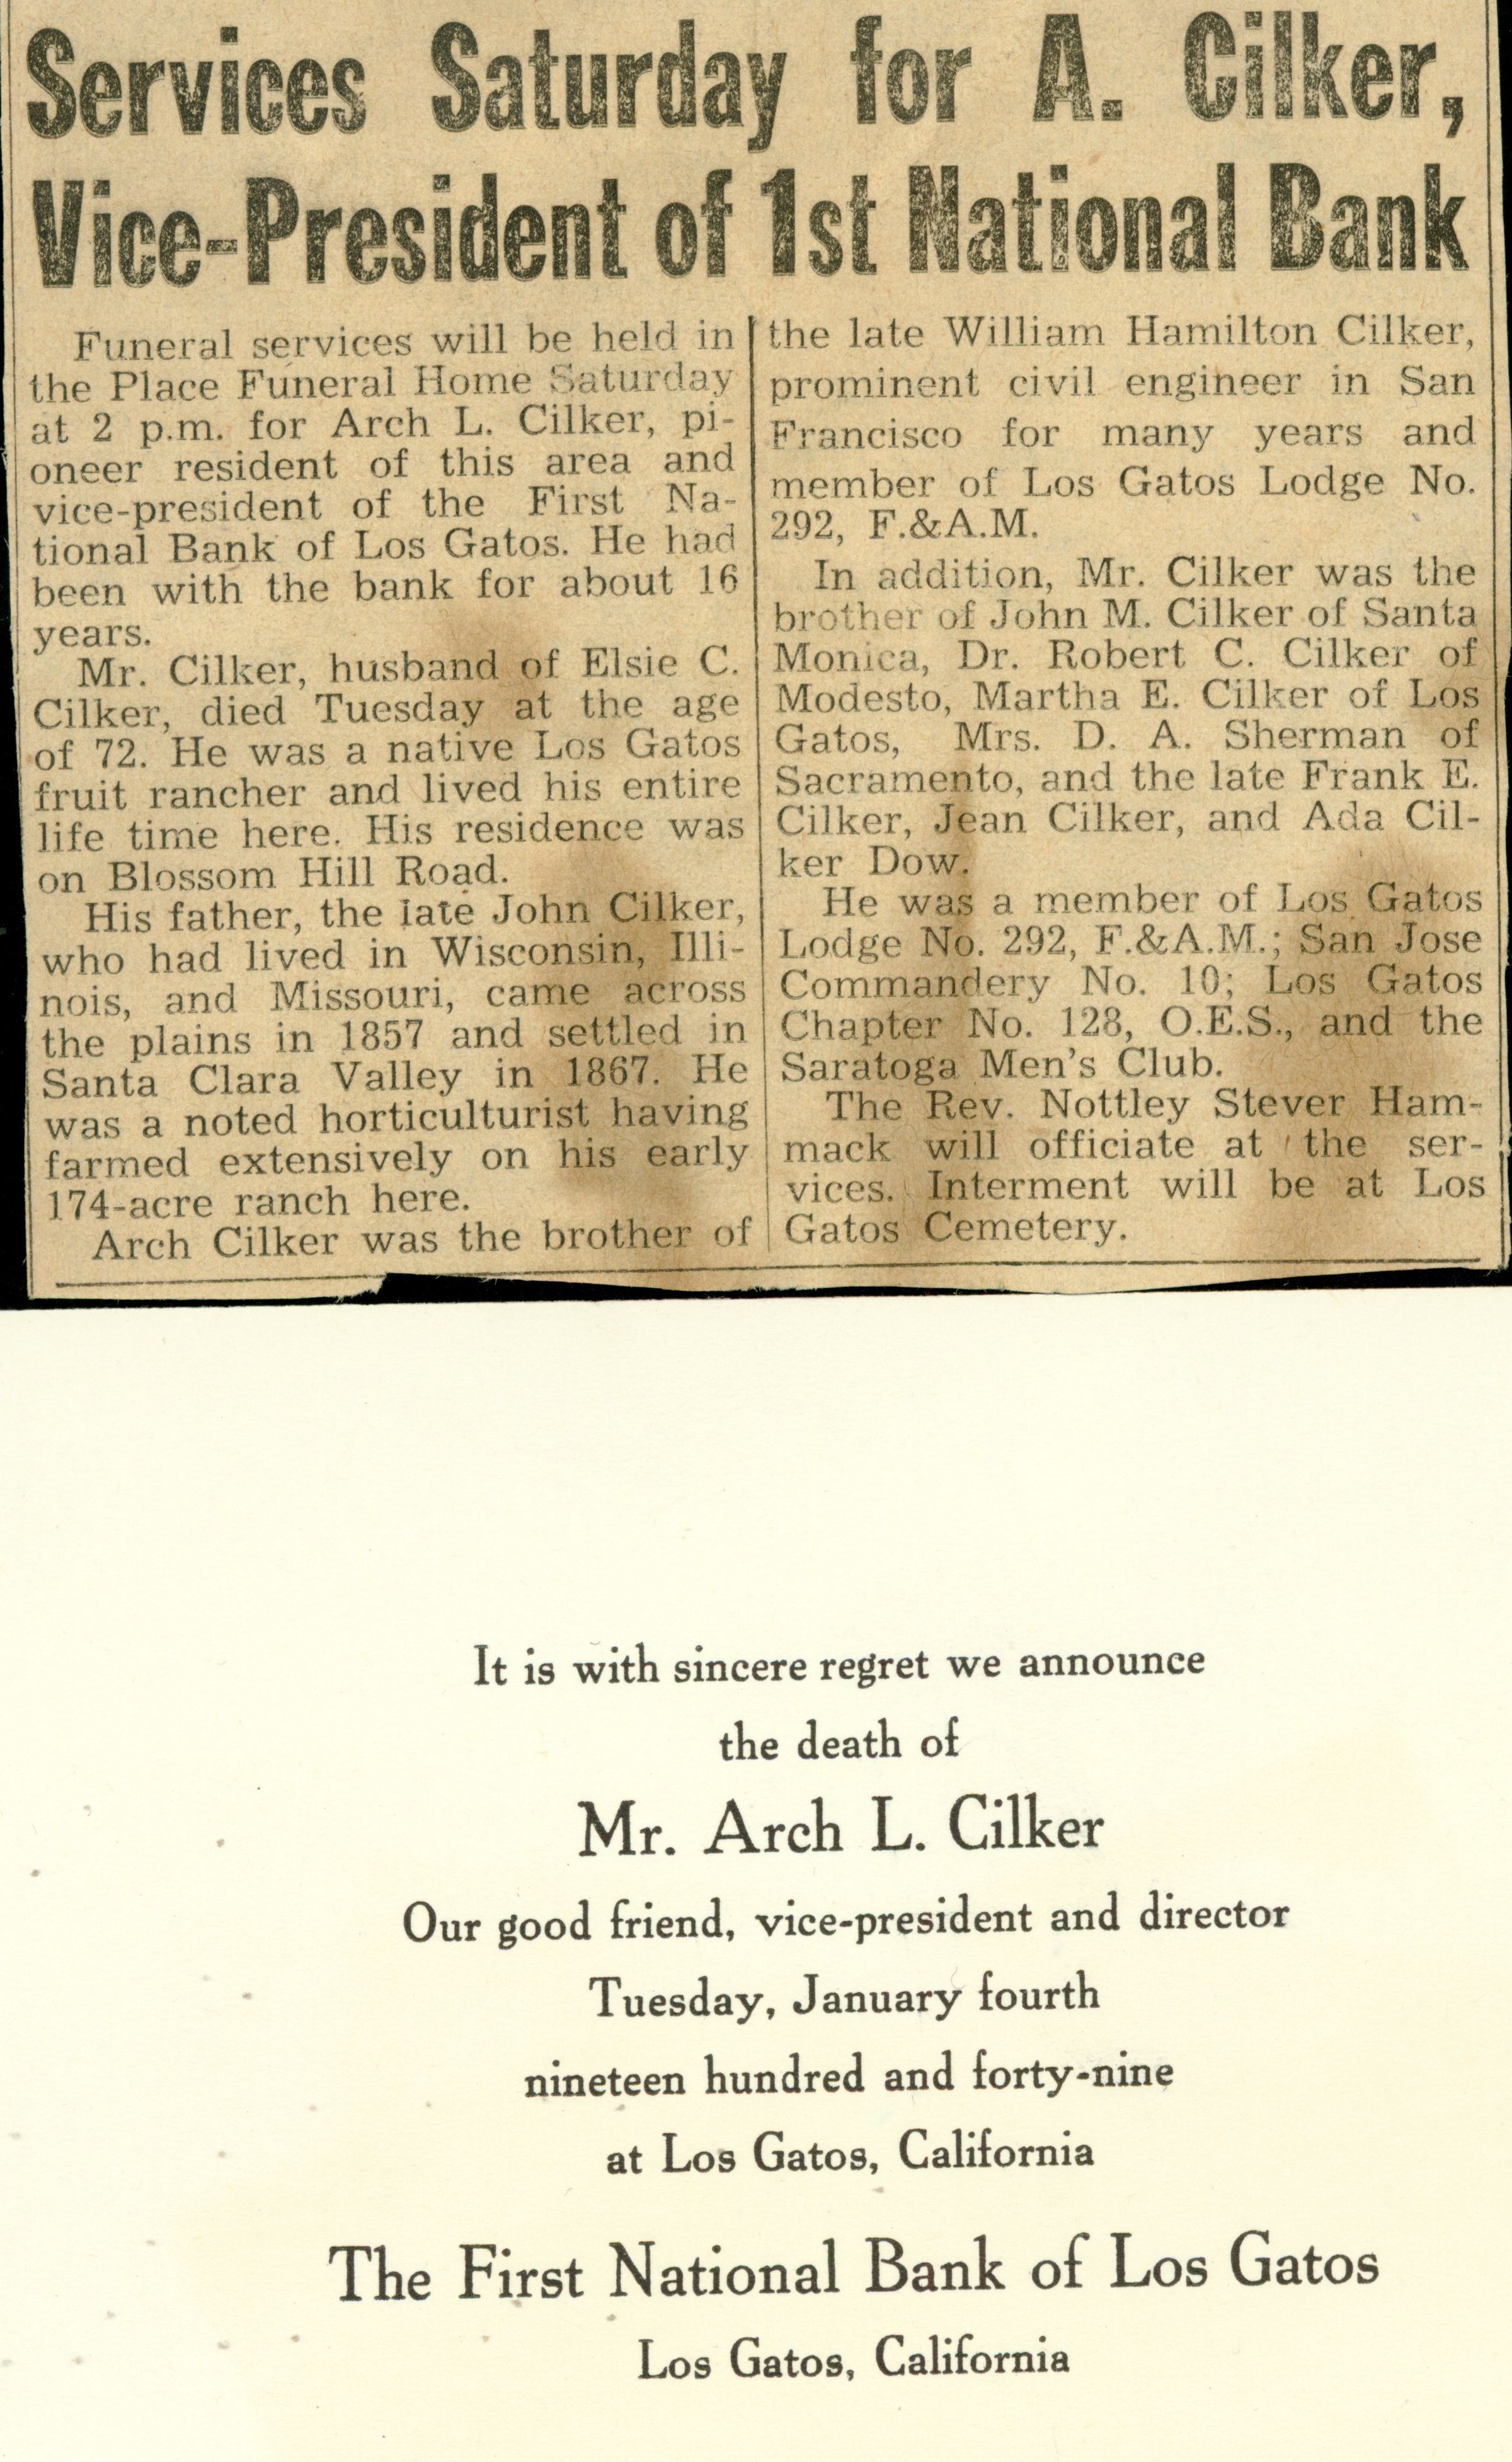 Services Saturday for A. Cilker,
Vice-President of 1st National Bank
Funeral services will be held in
the Place Funeral Home Saturday
at 2 p.m. for Arch L. Cilker, pi-
oneer resident of this area and
vice-president of the First Na-
tional Bank of Los Gatos. He had
been with the bank for about 16
years.
Mr. Cilker, husband of Elsie C.
Cilker, died Tuesday at the age
of 72. He was a native Los Gatos
fruit rancher and lived his entire
life time here. His residence was
on Blossom Hill Road.
His father, the late John Cilker,
who had lived in Wisconsin, Illi-
nois, and Missouri, came across
the plains in 1857 and settled in
Santa Clara Valley in 1867. He
was a noted horticulturist having
farmed extensively on his early
174-acre ranch here.
Arch Cilker was the brother of
the late William Hamilton Cilker,
prominent civil engineer in San
Francisco for many years and
member of Los Gatos Lodge No.
292, F.&A.M.
In addition, Mr. Cilker was the
brother of John M. Cilker of Santa
Monica, Dr. Robert C. Cilker of
Modesto, Martha E. Cilker of Los
Gatos, Mrs. D. A. Sherman of
Sacramento, and the late Frank E.
Cilker, Jean Cilker, and Ada Cil-
ker Dow.
He was a member of Los Gatos
Lodge No. 292, F.&A.M.; San Jose
Commandery No. 10; Los Gatos
Chapter No. 128, O.E.S., and the
Saratoga Men's Club.
The Rev. Nottley Stever Ham-
mack will officiate at the ser-
vices. Interment will be at Los
Gatos Cemetery.
It is with sincere regret we announce
the death of
Mr. Arch L. Cilker
Our good friend, vice-president and director
Tuesday, January fourth
nineteen hundred and forty-nine
at Los Gatos, California
The First National Bank of Los Gatos
Los Gatos, California